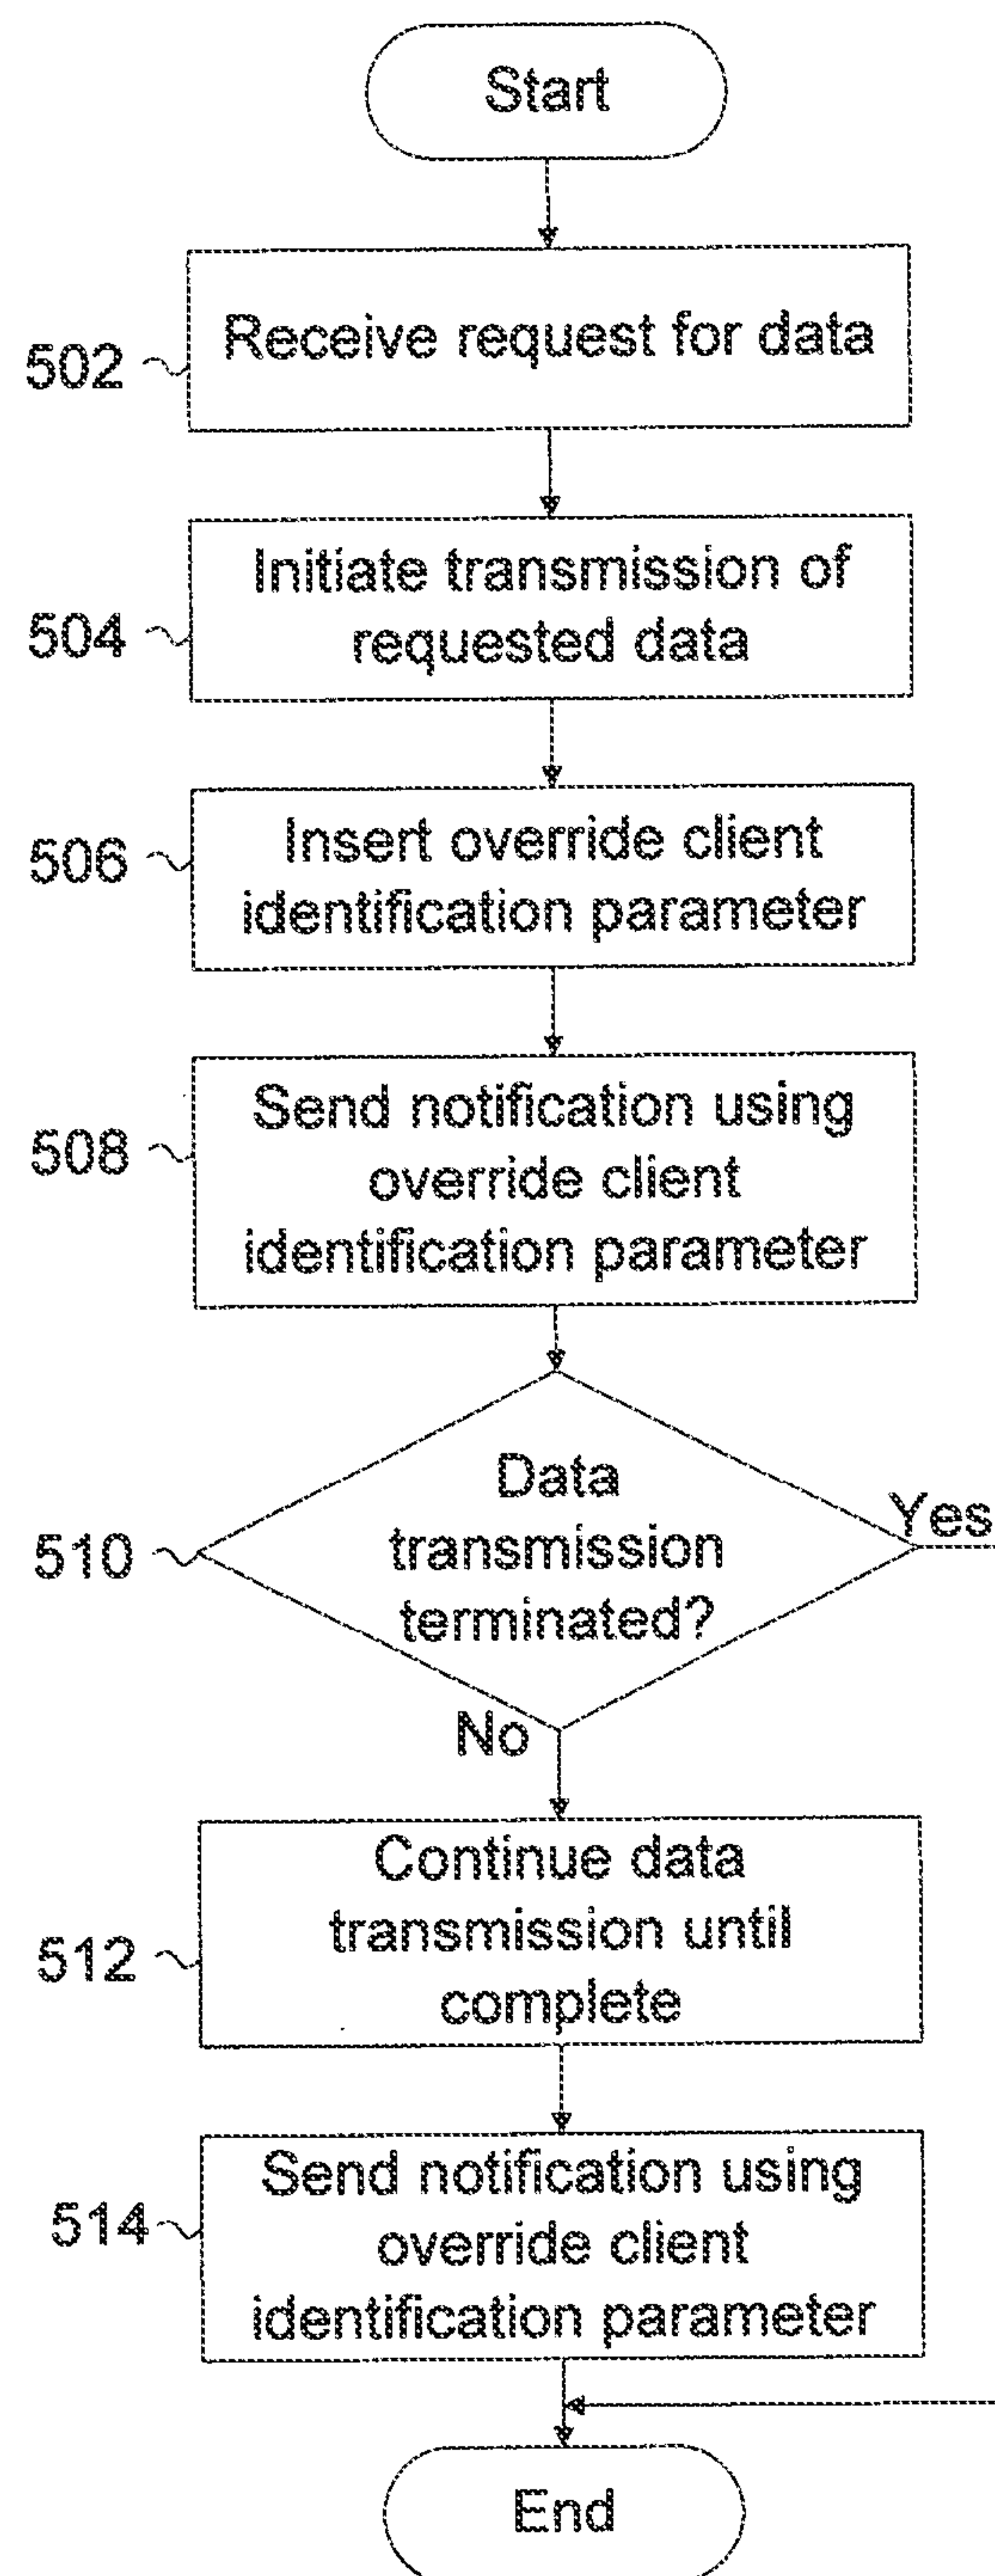 Start
Receive request for data
502
Initiate transmission of
requested data
504
Insert override client
identification parameter
506
Send notification using
override client
identification parameter
508
Data
transmission
terminated?
510
Yes
No
Continue data
transmission until
complete
512
Send notification using
override client
identification parameter
514
End